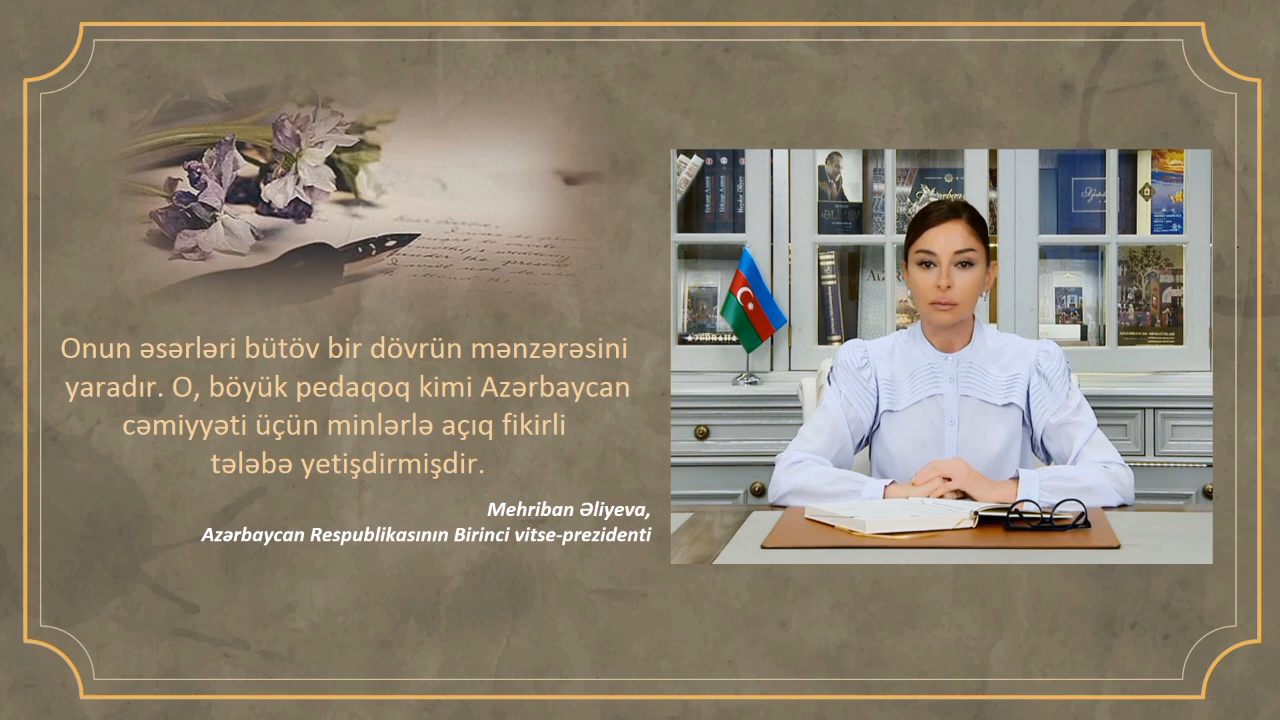 Onun əsərləri bütöv bir dövrün mənzərəsini
yaradır. O, böyük pedaqoq kimi Azərbaycan
cəmiyyəti üçün minlərlə açıq fikirli
tələbə yetişdirmişdir.
Mehriban Əliyeva,
Azərbaycan Respublikasının Birinci vitse-prezidenti